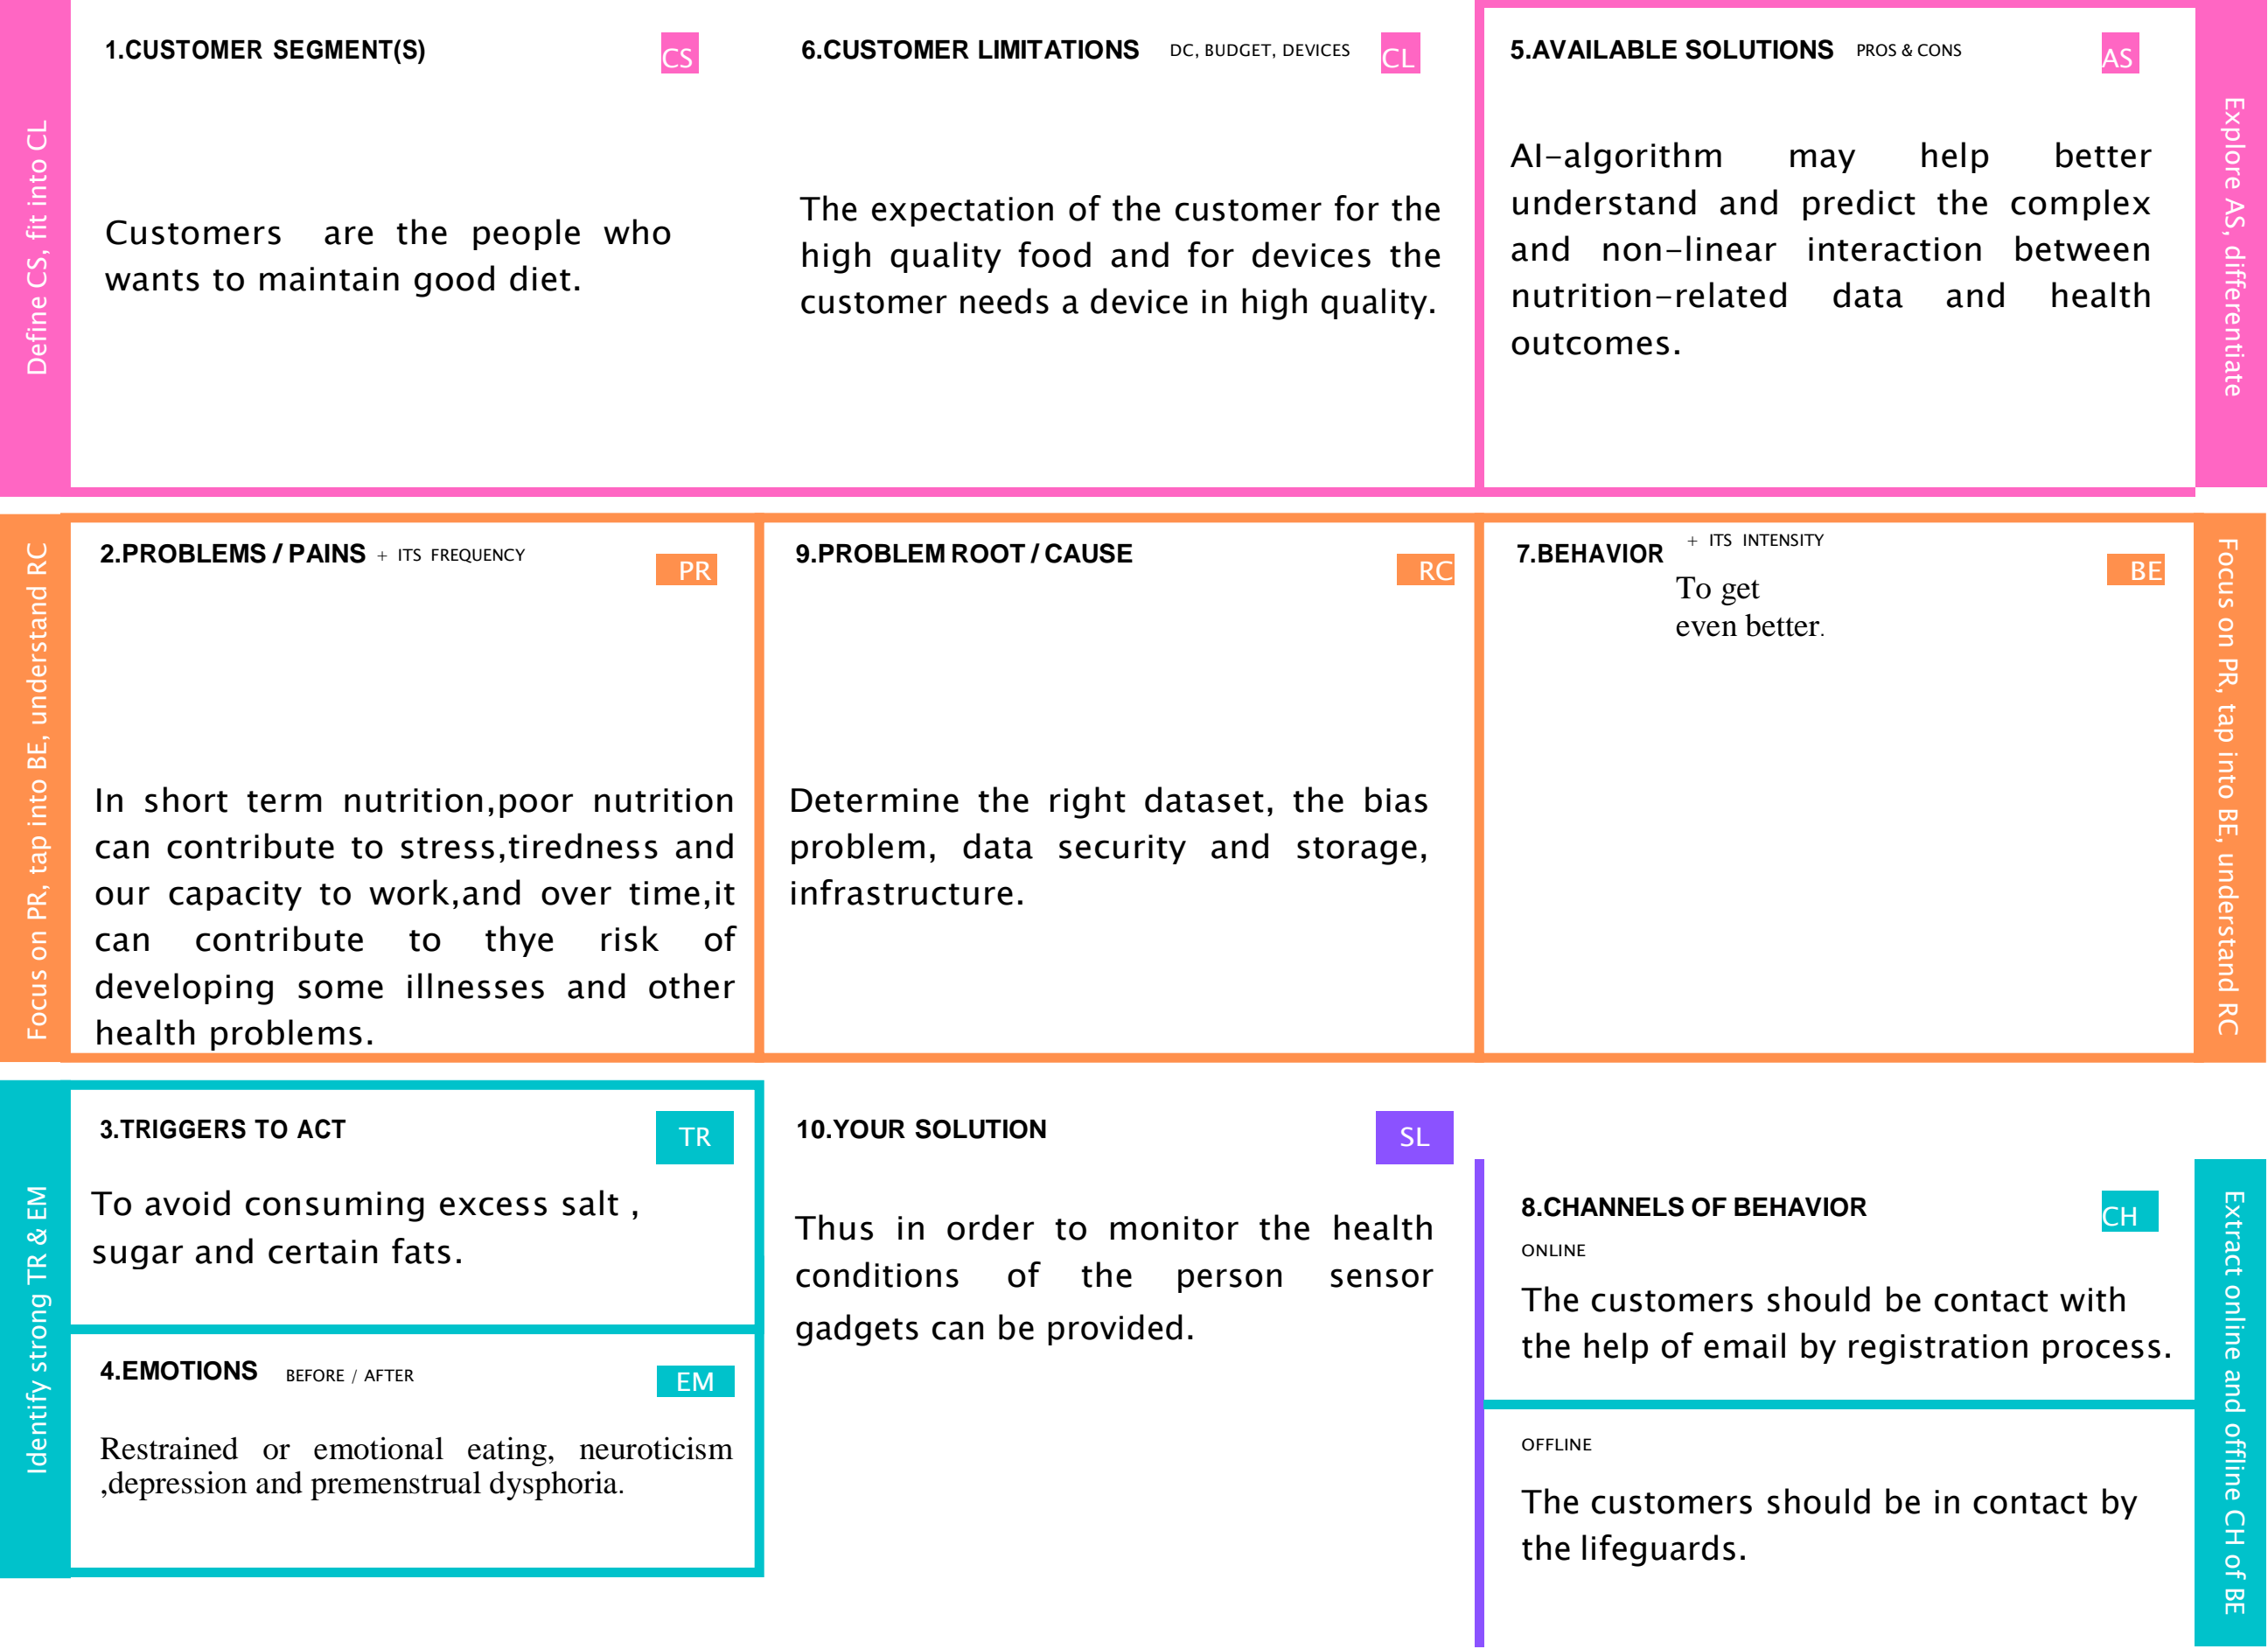 Define CS, fit into CL
1.CUSTOMER SEGMENT(S)
CS
Customers are the people who
wants to maintain good diet.
6.CUSTOMER LIMITATIONS DC, BUDGET, DEVICES
CL
The expectation of the customer for the
high quality food and for devices the
customer needs a device in high quality.
5.AVAILABLE SOLUTIONS PROS & CONS
AS
AI-algorithm may help better
understand and predict the complex
and non-linear interaction between
nutrition-related data and health
outcomes.
Explore AS, differentiate
Focus on PR, tap into BE, understand RC
2.PROBLEMS / PAINS + ITS FREQUENCY
PR
In short term nutrition,poor nutrition
can contribute to stress,tiredness and
our capacity to work,and over time,it
can contribute to thye risk of
developing some illnesses and other
health problems.
9.PROBLEM ROOT / CAUSE
RC
Determine the right dataset, the bias
problem, data security and storage,
infrastructure.
7.BEHAVIOR + ITS INTENSITY
BE
To get
even better.
Focus on PR, tap into BE, understand RC
Identify strong TR & EM
3.TRIGGERS TO ACT
TR
To avoid consuming excess salt ,
sugar and certain fats.
4.EMOTIONS BEFORE / AFTER
EM
Restrained or emotional eating, neuroticism
,depression and premenstrual dysphoria.
10.YOUR SOLUTION
SL
Thus in order to monitor the health
conditions of the person sensor
gadgets can be provided.
8.CHANNELS OF BEHAVIOR
CH
ONLINE
The customers should be contact with
the help of email by registration process.
OFFLINE
The customers should be in contact by
the lifeguards.
Extract online and offline CH of BE